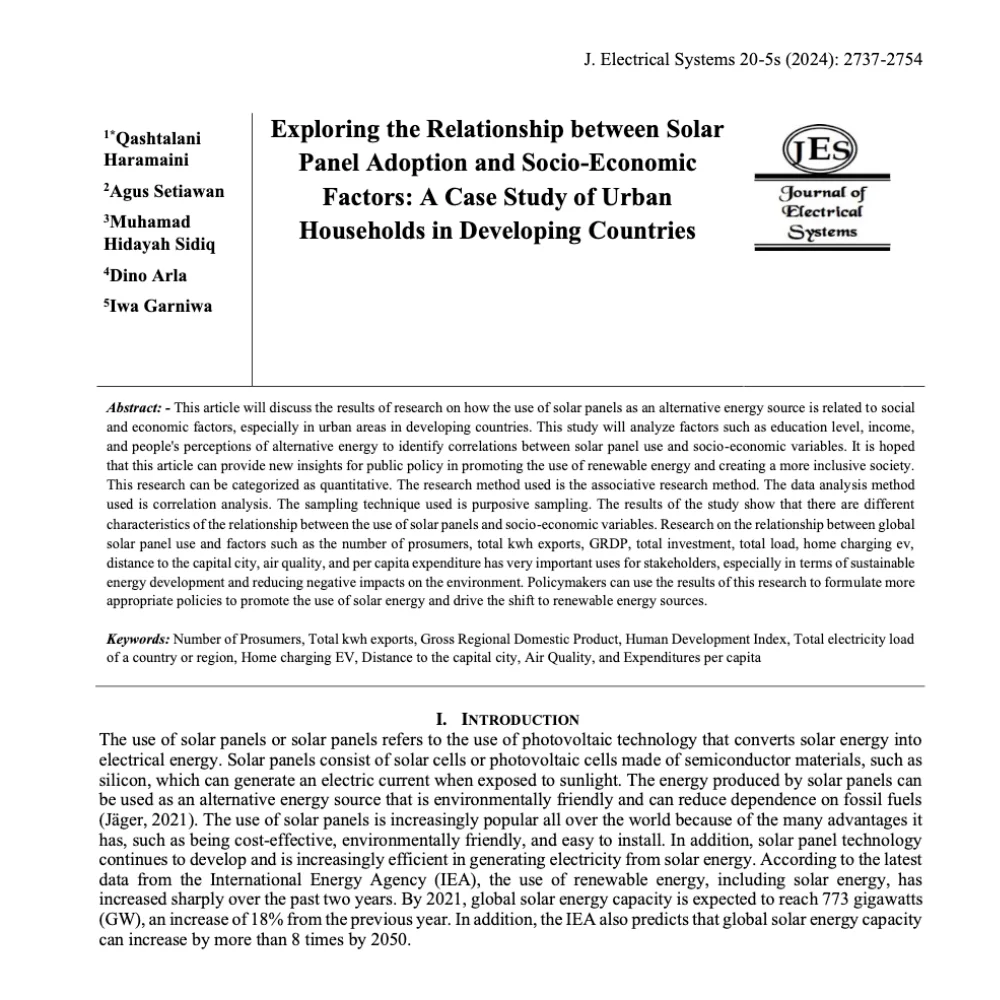 J. Electrical Systems 20-5s (2024): 2737-2754
1*Qashtalani
Haramaini
2Agus Setiawan
3Muhamad
Hidayah Sidiq
4Dino Arla
5Iwa Garniwa
Exploring the Relationship between Solar
Panel Adoption and Socio-Economic
Factors: A Case Study of Urban
Households in Developing Countries
JES
Journal of
Electrical
Systems
Abstract: - This article will discuss the results of research on how the use of solar panels as an alternative energy source is related to social
and economic factors, especially in urban areas in developing countries. This study will analyze factors such as education level, income,
and people's perceptions of alternative energy to identify correlations between solar panel use and socio-economic variables. It is hoped
that this article can provide new insights for public policy in promoting the use of renewable energy and creating a more inclusive society.
This research can be categorized as quantitative. The research method used is the associative research method. The data analysis method
used is correlation analysis. The sampling technique used is purposive sampling. The results of the study show that there are different
characteristics of the relationship between the use of solar panels and socio-economic variables. Research on the relationship between global
solar panel use and factors such as the number of prosumers, total kwh exports, GRDP, total investment, total load, home charging ev,
distance to the capital city, air quality, and per capita expenditure has very important uses for stakeholders, especially in terms of sustainable
energy development and reducing negative impacts on the environment. Policymakers can use the results of this research to formulate more
appropriate policies to promote the use of solar energy and drive the shift to renewable energy sources.
Keywords: Number of Prosumers, Total kwh exports, Gross Regional Domestic Product, Human Development Index, Total electricity load
of a country or region, Home charging EV, Distance to the capital city, Air Quality, and Expenditures per capita
I. INTRODUCTION
The use of solar panels or solar panels refers to the use of photovoltaic technology that converts solar energy into
electrical energy. Solar panels consist of solar cells or photovoltaic cells made of semiconductor materials, such as
silicon, which can generate an electric current when exposed to sunlight. The energy produced by solar panels can
be used as an alternative energy source that is environmentally friendly and can reduce dependence on fossil fuels
(Jäger, 2021). The use of solar panels is increasingly popular all over the world because of the many advantages it
has, such as being cost-effective, environmentally friendly, and easy to install. In addition, solar panel technology
continues to develop and is increasingly efficient in generating electricity from solar energy. According to the latest
data from the International Energy Agency (IEA), the use of renewable energy, including solar energy, has
increased sharply over the past two years. By 2021, global solar energy capacity is expected to reach 773 gigawatts
(GW), an increase of 18% from the previous year. In addition, the IEA also predicts that global solar energy capacity
can increase by more than 8 times by 2050.